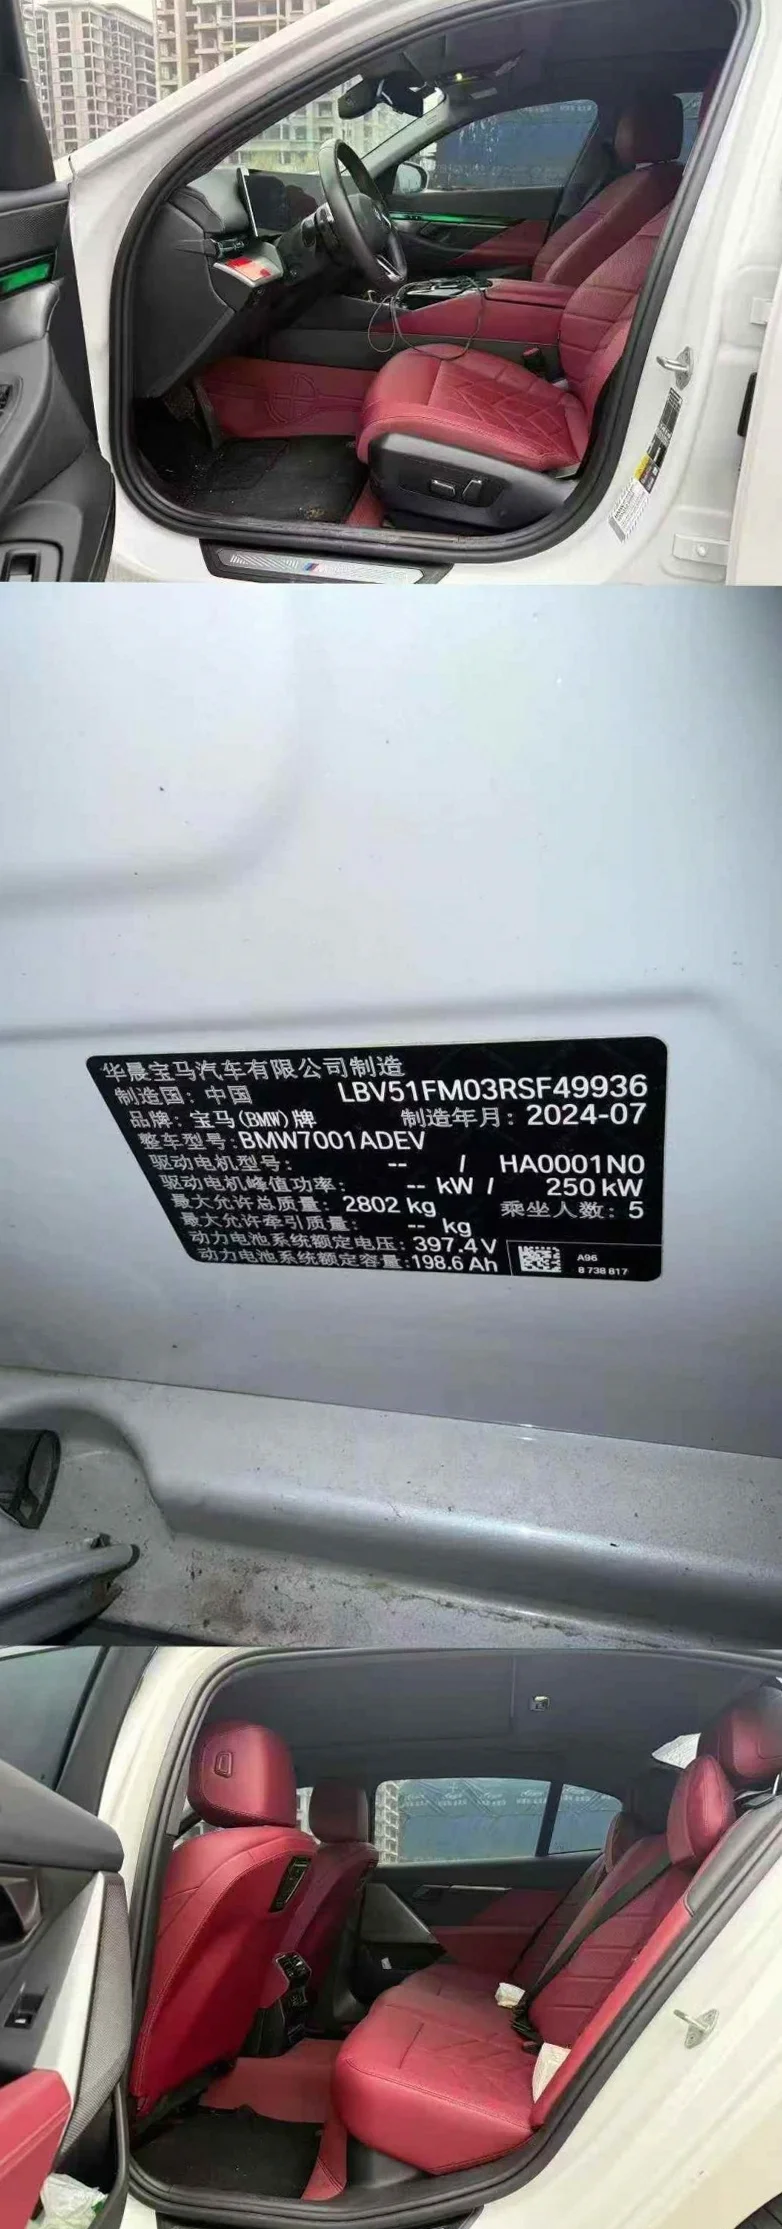 华晨宝马汽车有限公司制造
制造国：中国 LBV51FM03RSF49936
品牌：宝马(BMW)牌 制造年月：2024-07
整车型号:BMW7001ADEV
驱动电机型号： -- / HA0001N0
驱动电机峰值功率： -- kW / 250 kW
最大允许总质量：2802 kg 乘坐人数：5
最大允许牵引质量： -- kg
动力电池系统额定电压：397.4V
动力电池系统额定容量:198.6 Ah
A96
8 738 817